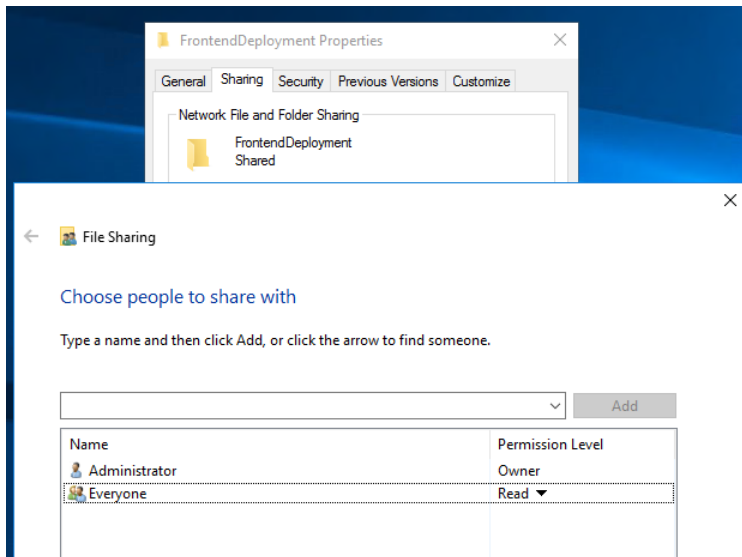 FrontendDeployment Properties
General Sharing Security Previous Versions Customize
Network File and Folder Sharing
FrontendDeployment
Shared
File Sharing
Choose people to share with
Type a name and then click Add, or click the arrow to find someone.
Add
Name Permission Level
Administrator Owner
Everyone Read